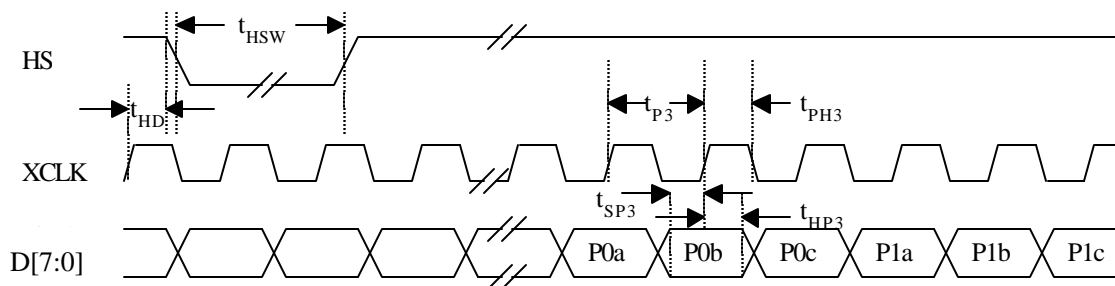 t_HSW
HS
t_HD
t_P3
t_PH3
XCLK
t_SP3
t_HP3
D[7:0]
P0a P0b P0c P1a P1b P1c